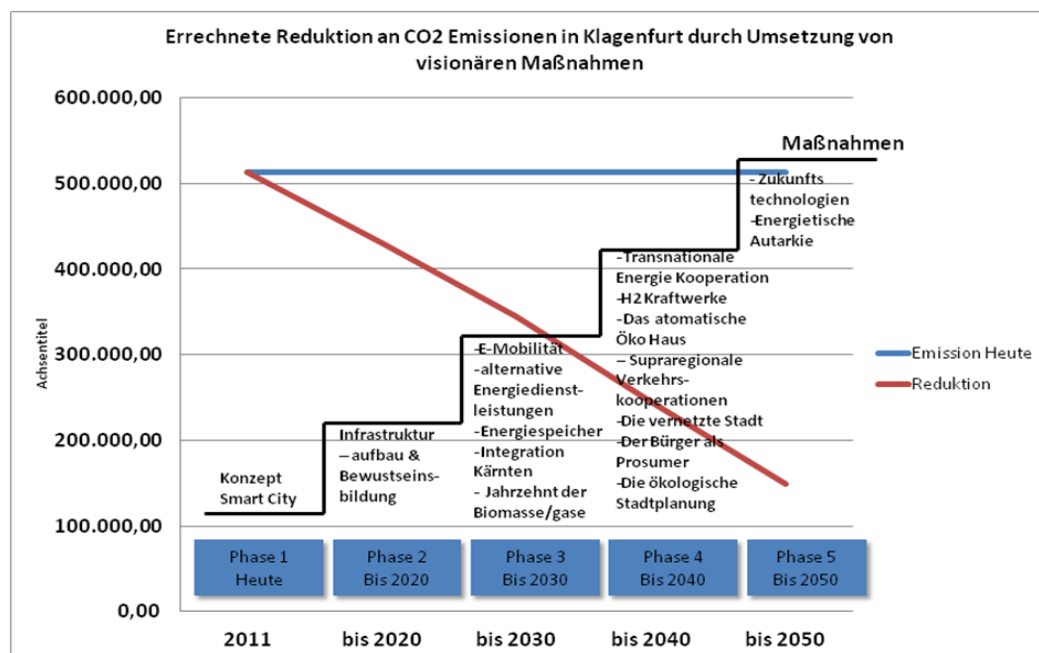 Errechnete Reduktion an CO2 Emissionen in Klagenfurt durch Umsetzung von
visionären Maßnahmen
600.000,00
500.000,00
400.000,00
300.000,00
200.000,00
100.000,00
0,00
Achsentitel
Konzept
Smart City
Infrastruktur
– aufbau &
Bewustseins-
bildung
-E-Mobilität
-alternative
Energiedienst-
leistungen
-Energiespeicher
-Integration
Kärnten
- Jahrzehnt der
Biomasse/gase
-Transnationale
Energie Kooperation
-H2 Kraftwerke
-Das atomatische
Öko Haus
– Supraregionale
Verkehrs-
kooperationen
-Die vernetzte Stadt
-Der Bürger als
Prosumer
-Die ökologische
Stadtplanung
Maßnahmen
- Zukunfts
technologien
-Energietische
Autarkie
Emission Heute
Reduktion
Phase 1
Heute
Phase 2
Bis 2020
Phase 3
Bis 2030
Phase 4
Bis 2040
Phase 5
Bis 2050
2011
bis 2020
bis 2030
bis 2040
bis 2050